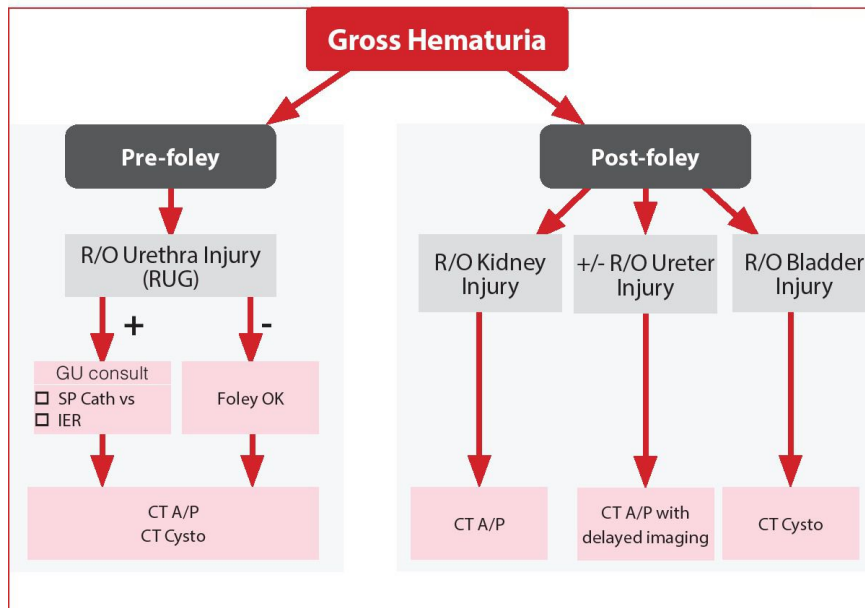 Gross Hematuria
Pre-foley
R/O Urethra Injury
(RUG)
+
-
GU consult
☐ SP Cath vs
☐ IER
Foley OK
CT A/P
CT Cysto
Post-foley
R/O Kidney
Injury
+/- R/O Ureter
Injury
R/O Bladder
Injury
CT A/P
CT A/P with
delayed imaging
CT Cysto